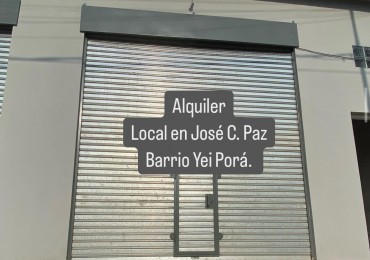 Alquiler
Local en José C. Paz
Barrio Yei Porá.